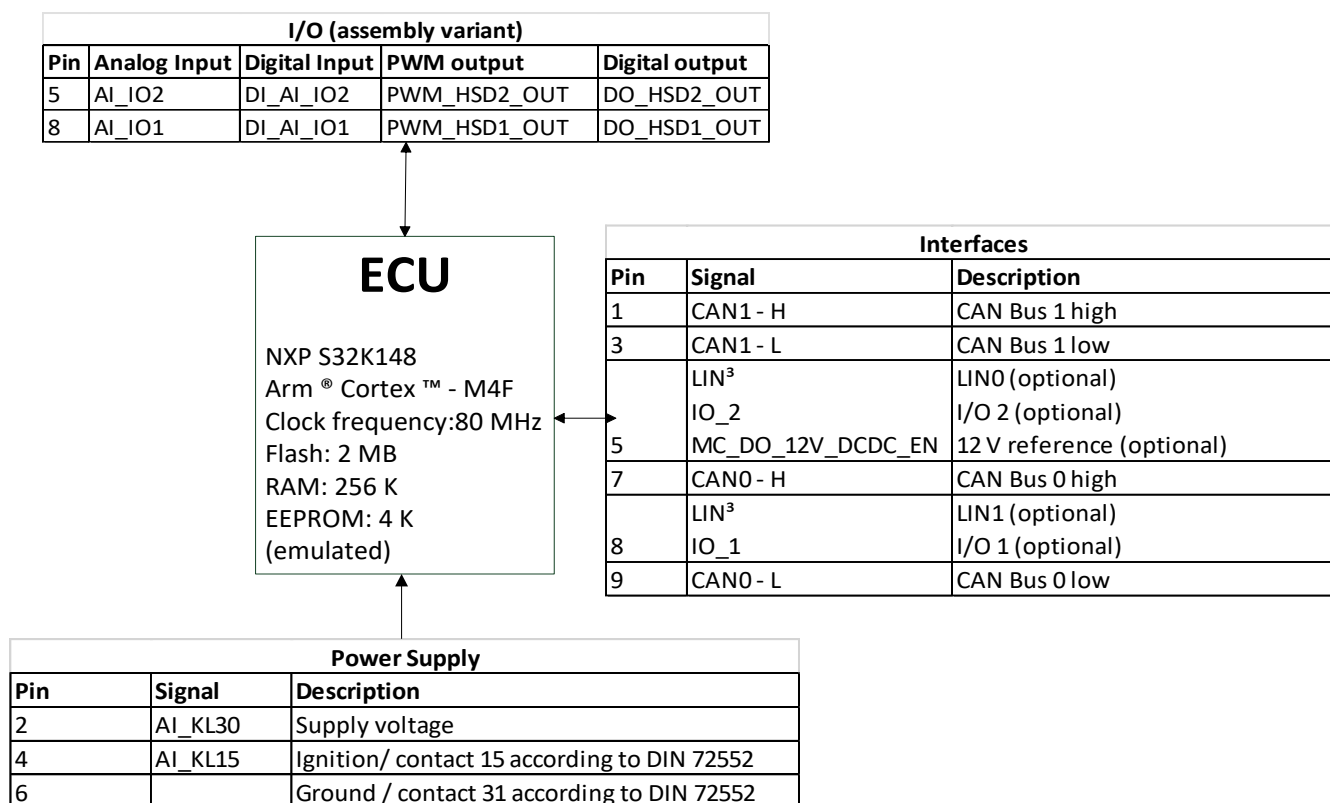 I/O (assembly variant)
Pin Analog Input Digital Input PWM output Digital output
5 AI_IO2 DI_AI_IO2 PWM_HSD2_OUT DO_HSD2_OUT
8 AI_IO1 DI_AI_IO1 PWM_HSD1_OUT DO_HSD1_OUT
ECU
NXP S32K148
Arm ® Cortex ™ - M4F
Clock frequency:80 MHz
Flash: 2 MB
RAM: 256 K
EEPROM: 4 K
(emulated)
Interfaces
Pin Signal Description
1 CAN1 - H CAN Bus 1 high
3 CAN1 - L CAN Bus 1 low
LIN³ LIN0 (optional)
IO_2 I/O 2 (optional)
5 MC_DO_12V_DCDC_EN 12 V reference (optional)
7 CAN0 - H CAN Bus 0 high
LIN³ LIN1 (optional)
8 IO_1 I/O 1 (optional)
9 CAN0 - L CAN Bus 0 low
Power Supply
Pin Signal Description
2 AI_KL30 Supply voltage
4 AI_KL15 Ignition/ contact 15 according to DIN 72552
6 Ground / contact 31 according to DIN 72552